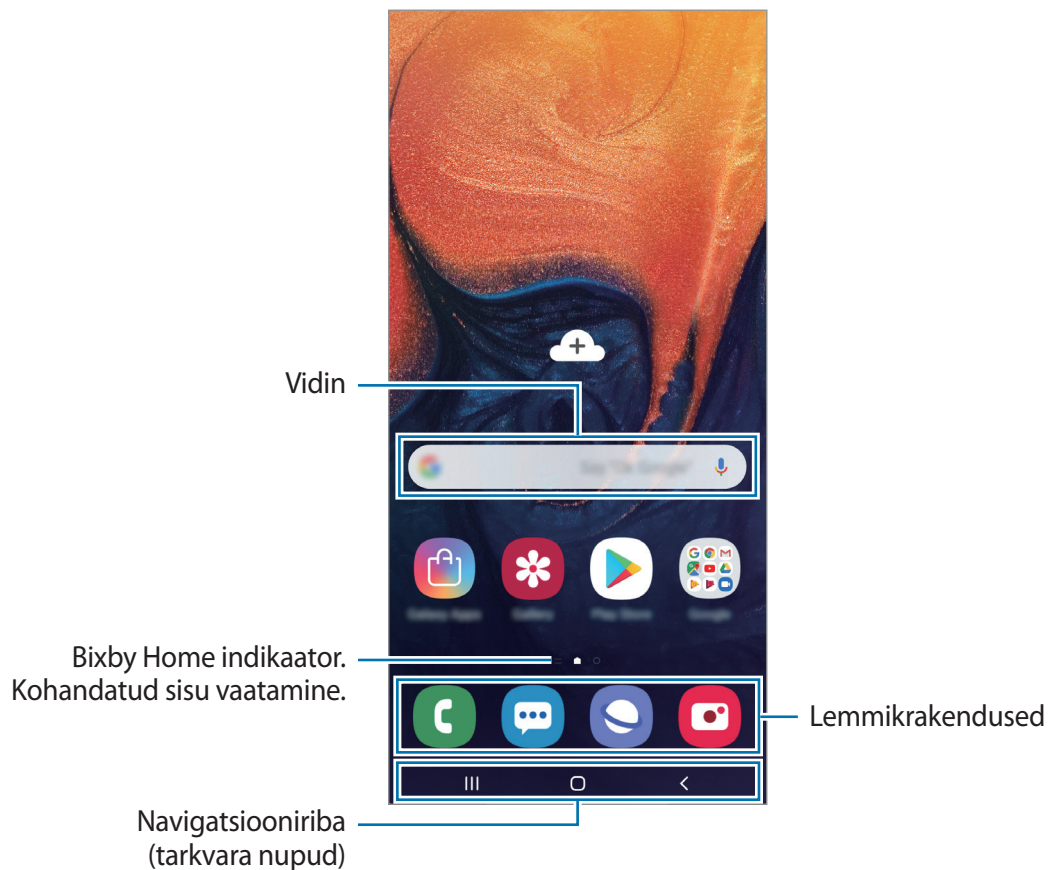 Vidin
Bixby Home indikaator.
Kohandatud sisu vaatamine.
Lemmikrakendused
Navigatsiooniriba
(tarkvara nupud)